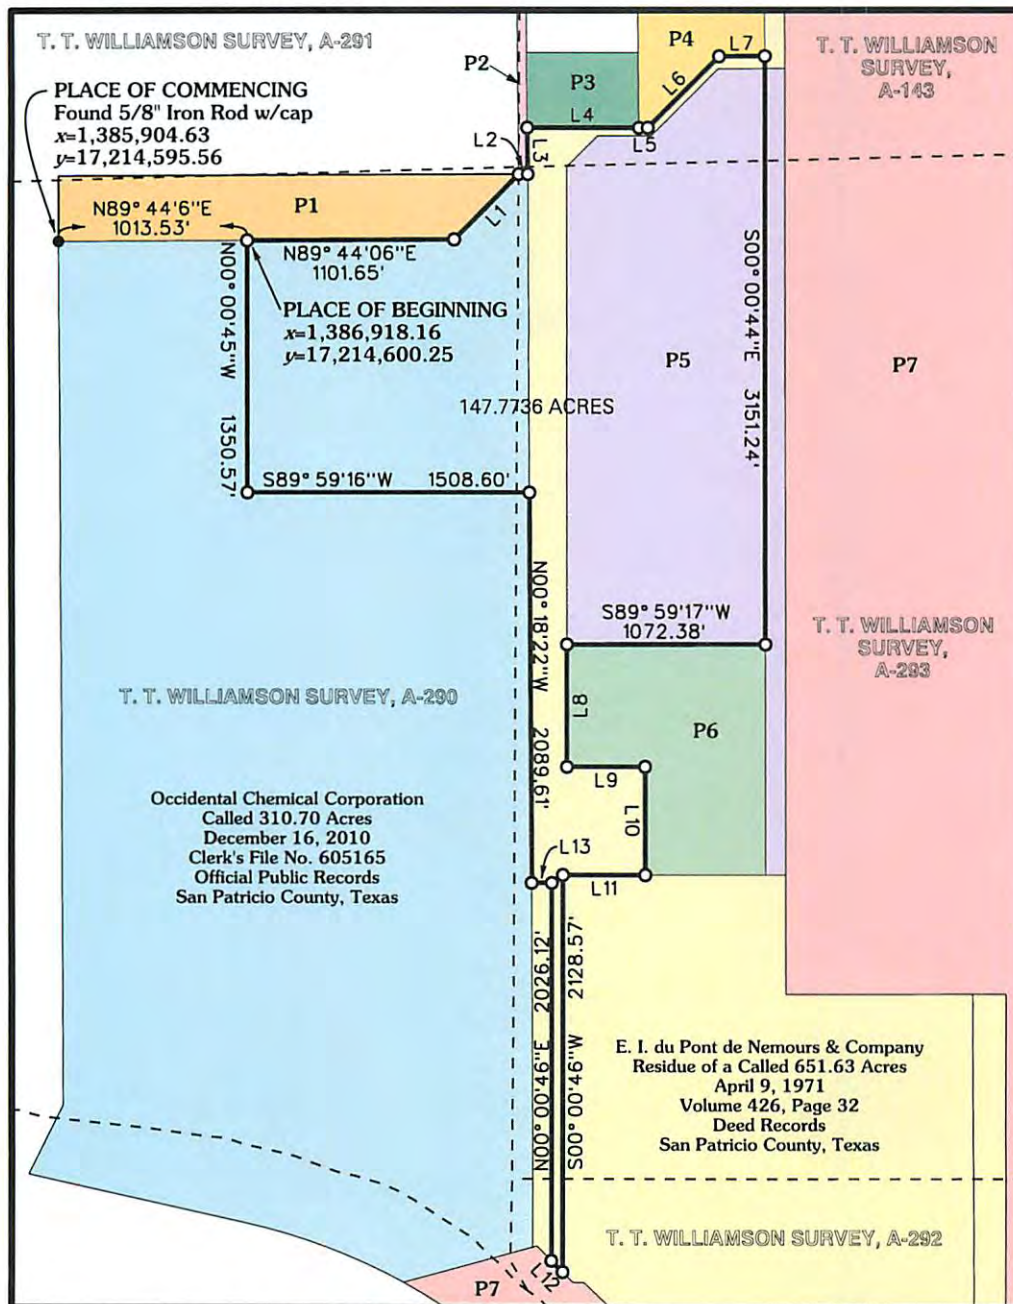 T. T. WILLIAMSON SURVEY, A-291
PLACE OF COMMENCING
Found 5/8" Iron Rod w/cap
x=1,385,904.63
y=17,214,595.56
P2
P3
P4
L7
L6
L4
L5
L2
L3
T. T. WILLIAMSON
SURVEY,
A-143
N89° 44'6"E
1013.53'
P1
L1
N89° 44'06"E
1101.65'
PLACE OF BEGINNING
x=1,386,918.16
y=17,214,600.25
N00° 00'45"W 1350.57'
S00° 00'44"E 3151.24'
P5
P7
147.7736 ACRES
S89° 59'16"W 1508.60'
N00° 18'22"W 2089.61'
S89° 59'17"W
1072.38'
T. T. WILLIAMSON
SURVEY,
A-293
T. T. WILLIAMSON SURVEY, A-290
L8
P6
L9
L10
Occidental Chemical Corporation
Called 310.70 Acres
December 16, 2010
Clerk's File No. 605165
Official Public Records
San Patricio County, Texas
L13
L11
N00° 00'46"E 2026.12'
S00° 00'46"W 2128.57'
E. I. du Pont de Nemours & Company
Residue of a Called 651.63 Acres
April 9, 1971
Volume 426, Page 32
Deed Records
San Patricio County, Texas
T. T. WILLIAMSON SURVEY, A-292
L12
P7